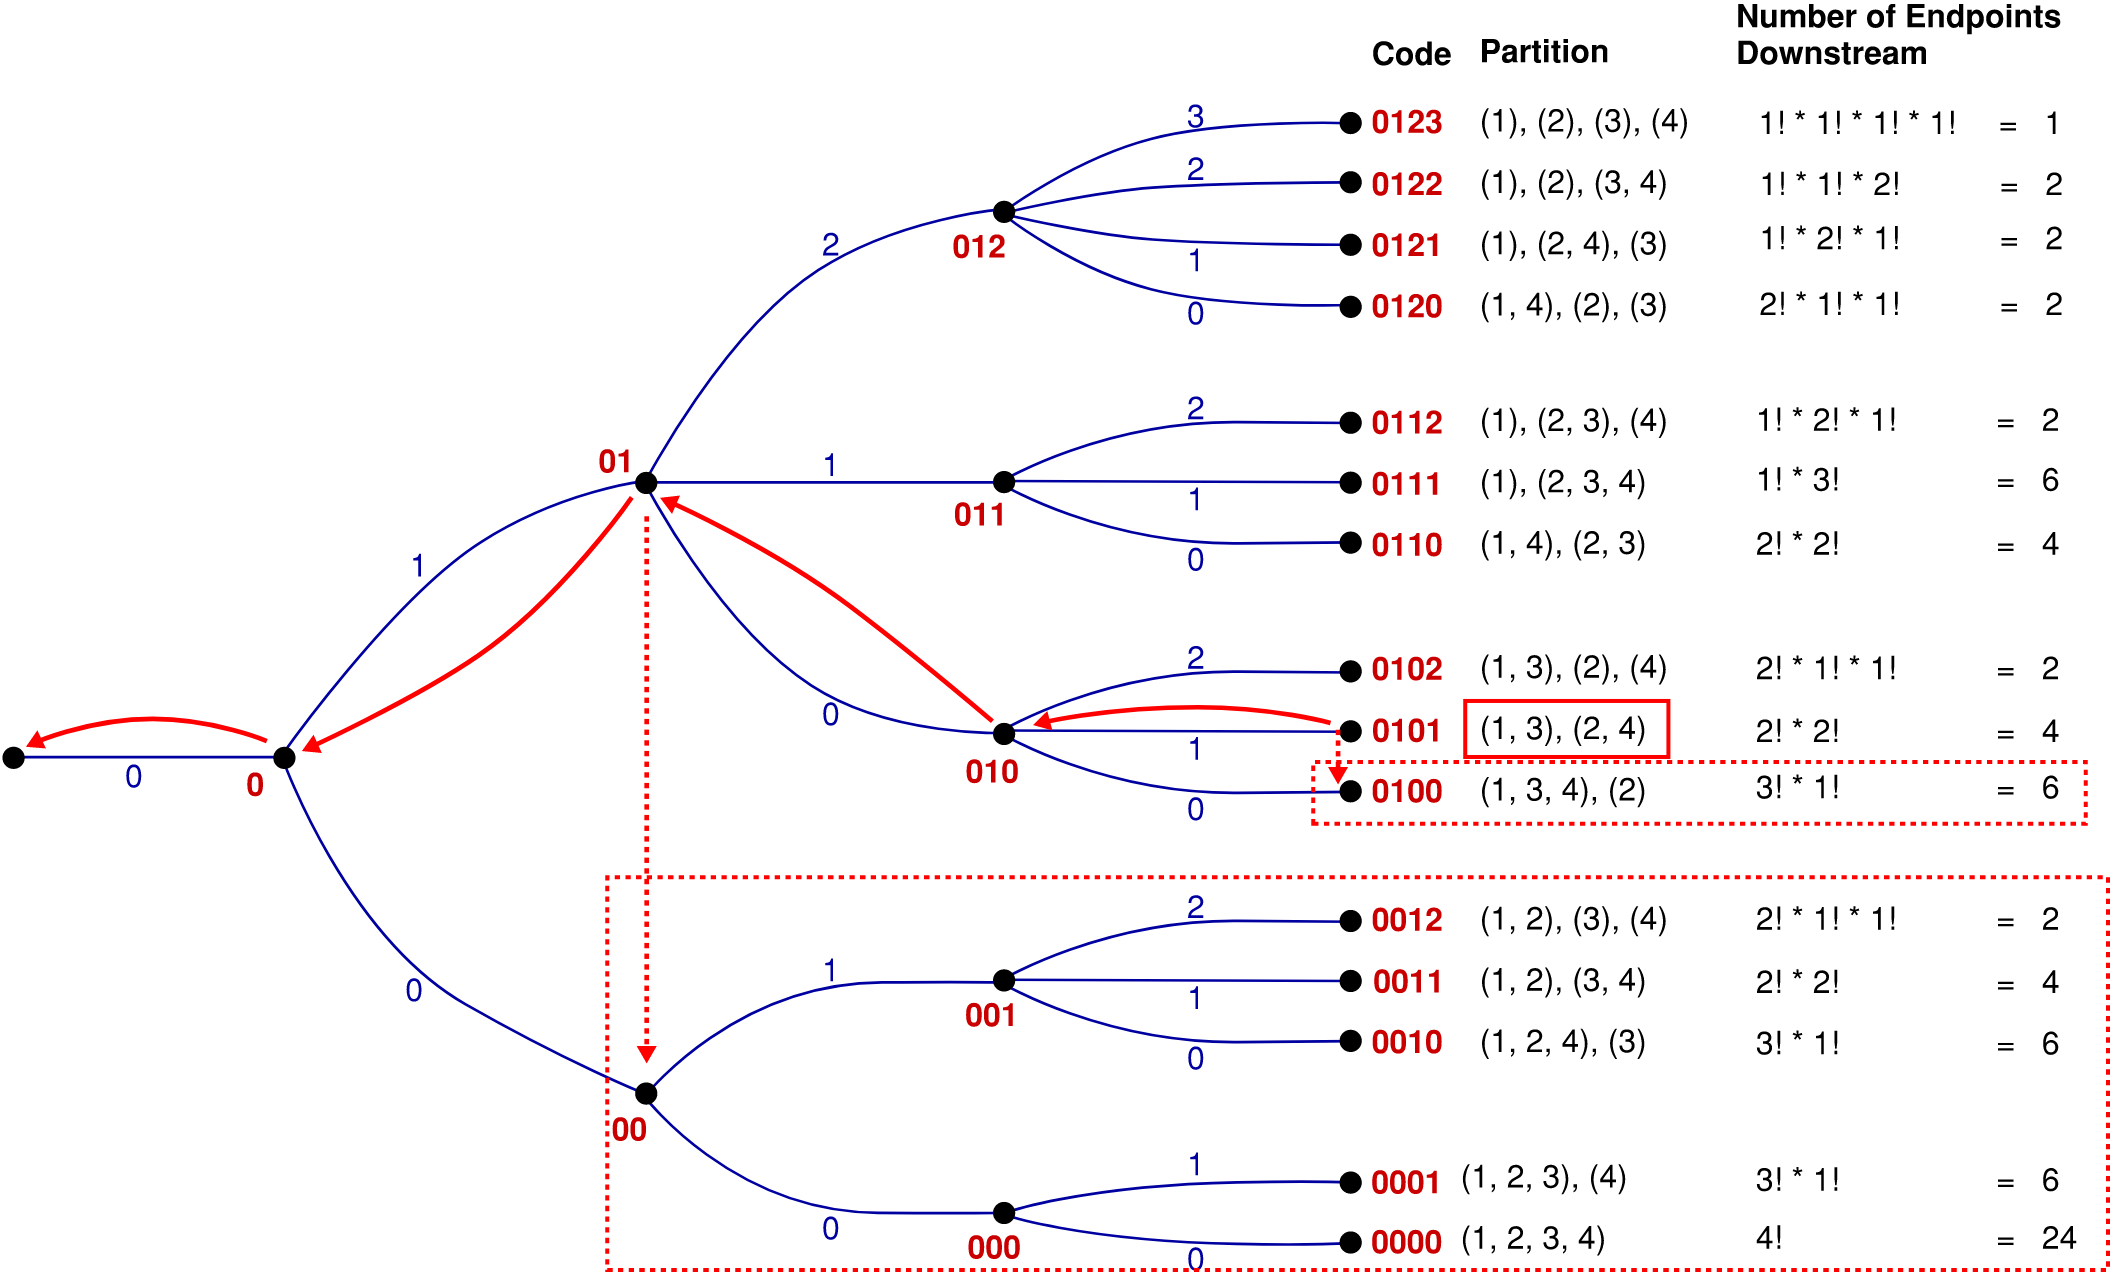 Number of Endpoints
Code Partition Downstream
3
0123 (1), (2), (3), (4) 1! * 1! * 1! * 1! = 1
2
0122 (1), (2), (3, 4) 1! * 1! * 2! = 2
2
012
0121 (1), (2, 4), (3) 1! * 2! * 1! = 2
1
0120 (1, 4), (2), (3) 2! * 1! * 1! = 2
0
2
0112 (1), (2, 3), (4) 1! * 2! * 1! = 2
01
1
0111 (1), (2, 3, 4) 1! * 3! = 6
1
011
0110 (1, 4), (2, 3) 2! * 2! = 4
0
1
2
0102 (1, 3), (2), (4) 2! * 1! * 1! = 2
0
0101 (1, 3), (2, 4) 2! * 2! = 4
1
0
0
010
0100 (1, 3, 4), (2) 3! * 1! = 6
0
2
0012 (1, 2), (3), (4) 2! * 1! * 1! = 2
1
0
0011 (1, 2), (3, 4) 2! * 2! = 4
1
001
0010 (1, 2, 4), (3) 3! * 1! = 6
0
00
1
0001 (1, 2, 3), (4) 3! * 1! = 6
0
000
0000 (1, 2, 3, 4) 4! = 24
0